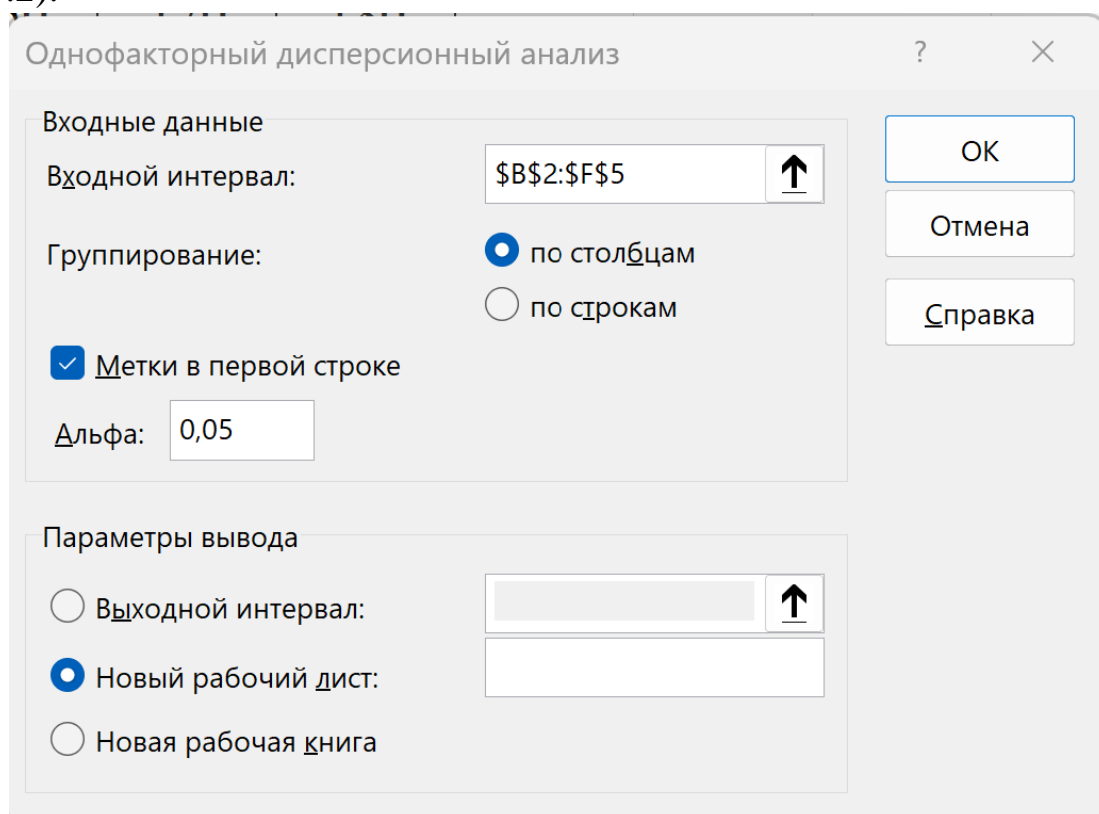 Однофакторный дисперсионный анализ ?
Входные данные
Входной интервал: $B$2:$F$5
OK
Группирование: по столбцам
Отмена
по строкам
Справка
Метки в первой строке
Альфа: 0,05
Параметры вывода
Выходной интервал:
Новый рабочий лист:
Новая рабочая книга